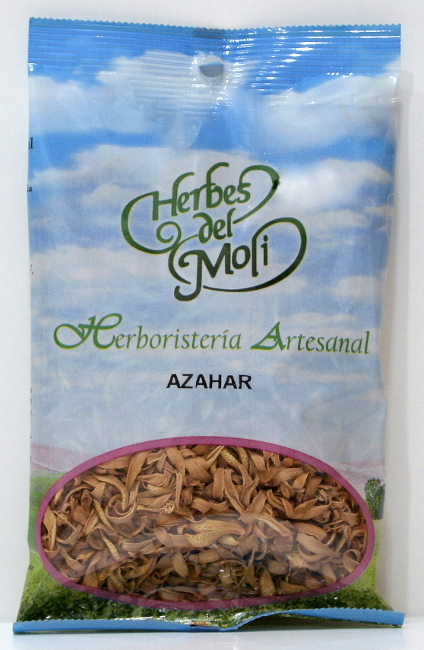 Herbes
del
Molí
Herboristería Artesanal
AZAHAR